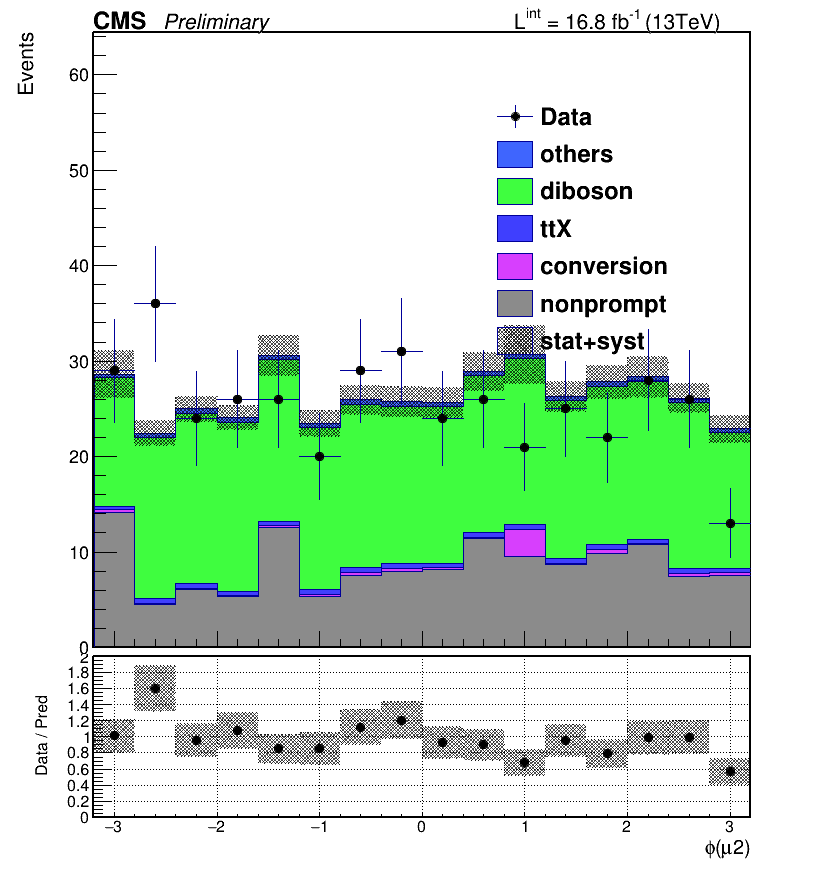 CMS Preliminary L^int = 16.8 fb^-1 (13TeV)
Events
60
50
40
30
20
10
0
Data
others
diboson
ttX
conversion
nonprompt
stat+syst
Data / Pred
2
1.8
1.6
1.4
1.2
1
0.8
0.6
0.4
0.2
0
−3 −2 −1 0 1 2 3
ϕ(μ2)